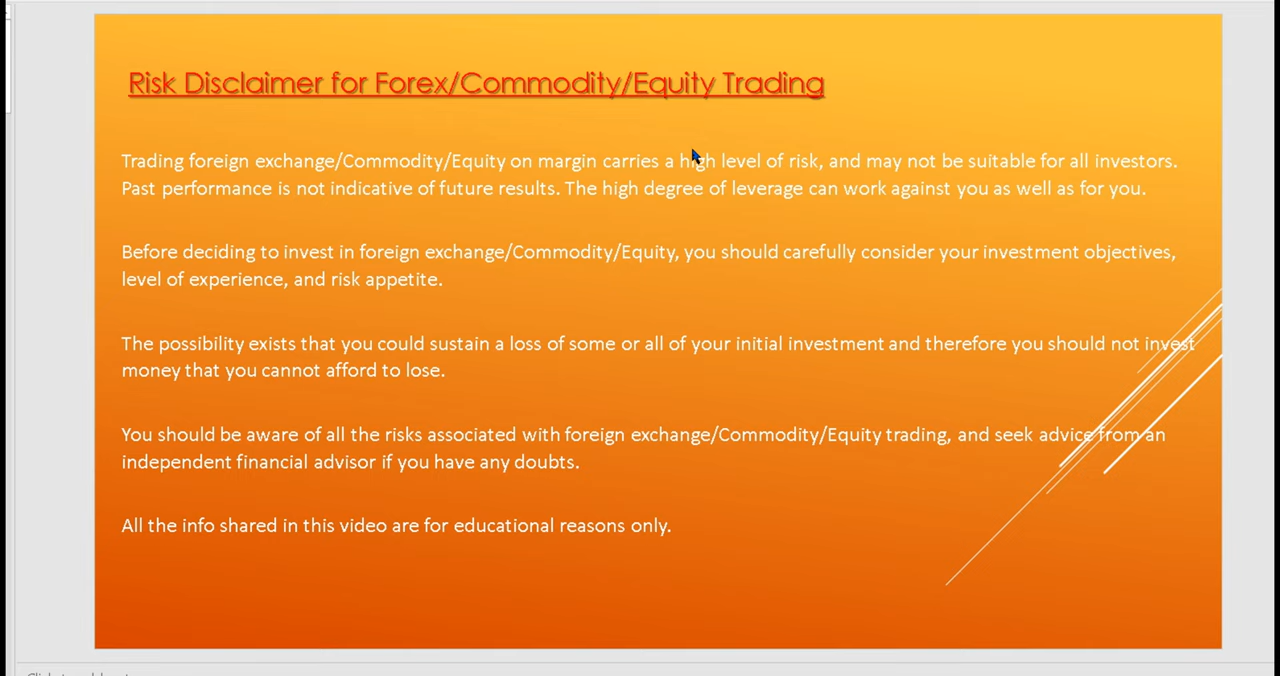 Risk Disclaimer for Forex/Commodity/Equity Trading
Trading foreign exchange/Commodity/Equity on margin carries a high level of risk, and may not be suitable for all investors.
Past performance is not indicative of future results. The high degree of leverage can work against you as well as for you.
Before deciding to invest in foreign exchange/Commodity/Equity, you should carefully consider your investment objectives,
level of experience, and risk appetite.
The possibility exists that you could sustain a loss of some or all of your initial investment and therefore you should not invest
money that you cannot afford to lose.
You should be aware of all the risks associated with foreign exchange/Commodity/Equity trading, and seek advice from an
independent financial advisor if you have any doubts.
All the info shared in this video are for educational reasons only.